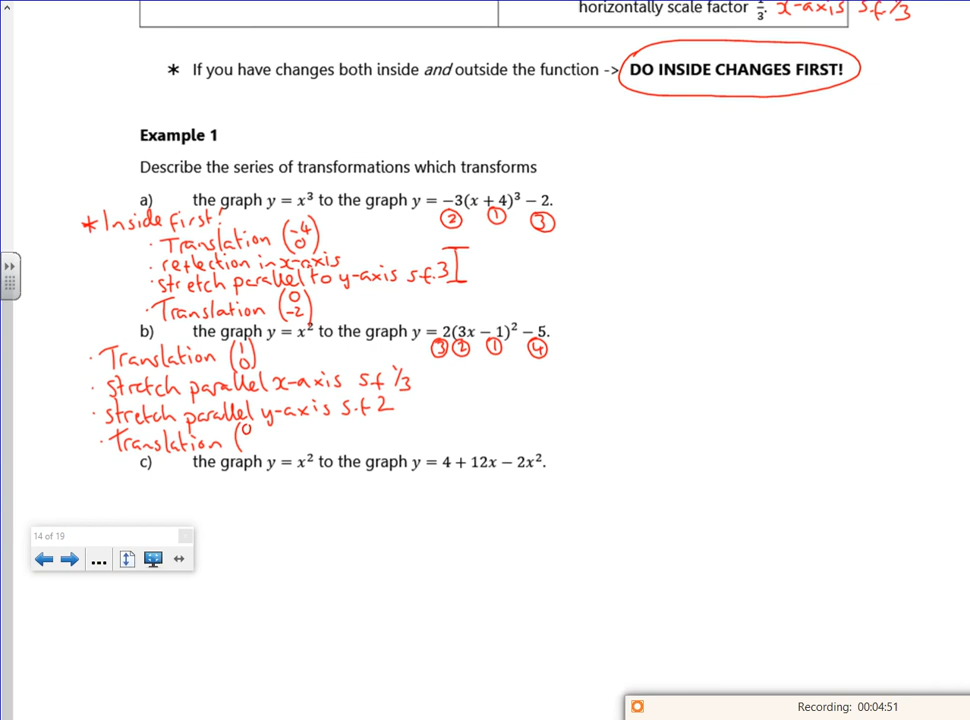 horizontally scale factor 1/3. x-axis s.f 1/3
* If you have changes both inside and outside the function -> DO INSIDE CHANGES FIRST!
Example 1
Describe the series of transformations which transforms
a) the graph y = x³ to the graph y = −3(x + 4)³ − 2.
② ① ③
* Inside first!
· Translation (-4 0)
· reflection in x-axis
· stretch parallel to y-axis s.f. 3
· Translation (0 -2)
b) the graph y = x² to the graph y = 2(3x − 1)² − 5.
③ ② ① ④
· Translation (1 0)
· Stretch parallel x-axis s.f 1/3
· stretch parallel y-axis s.f 2
· Translation (0
c) the graph y = x² to the graph y = 4 + 12x − 2x².
14 of 19
...
Recording: 00:04:51